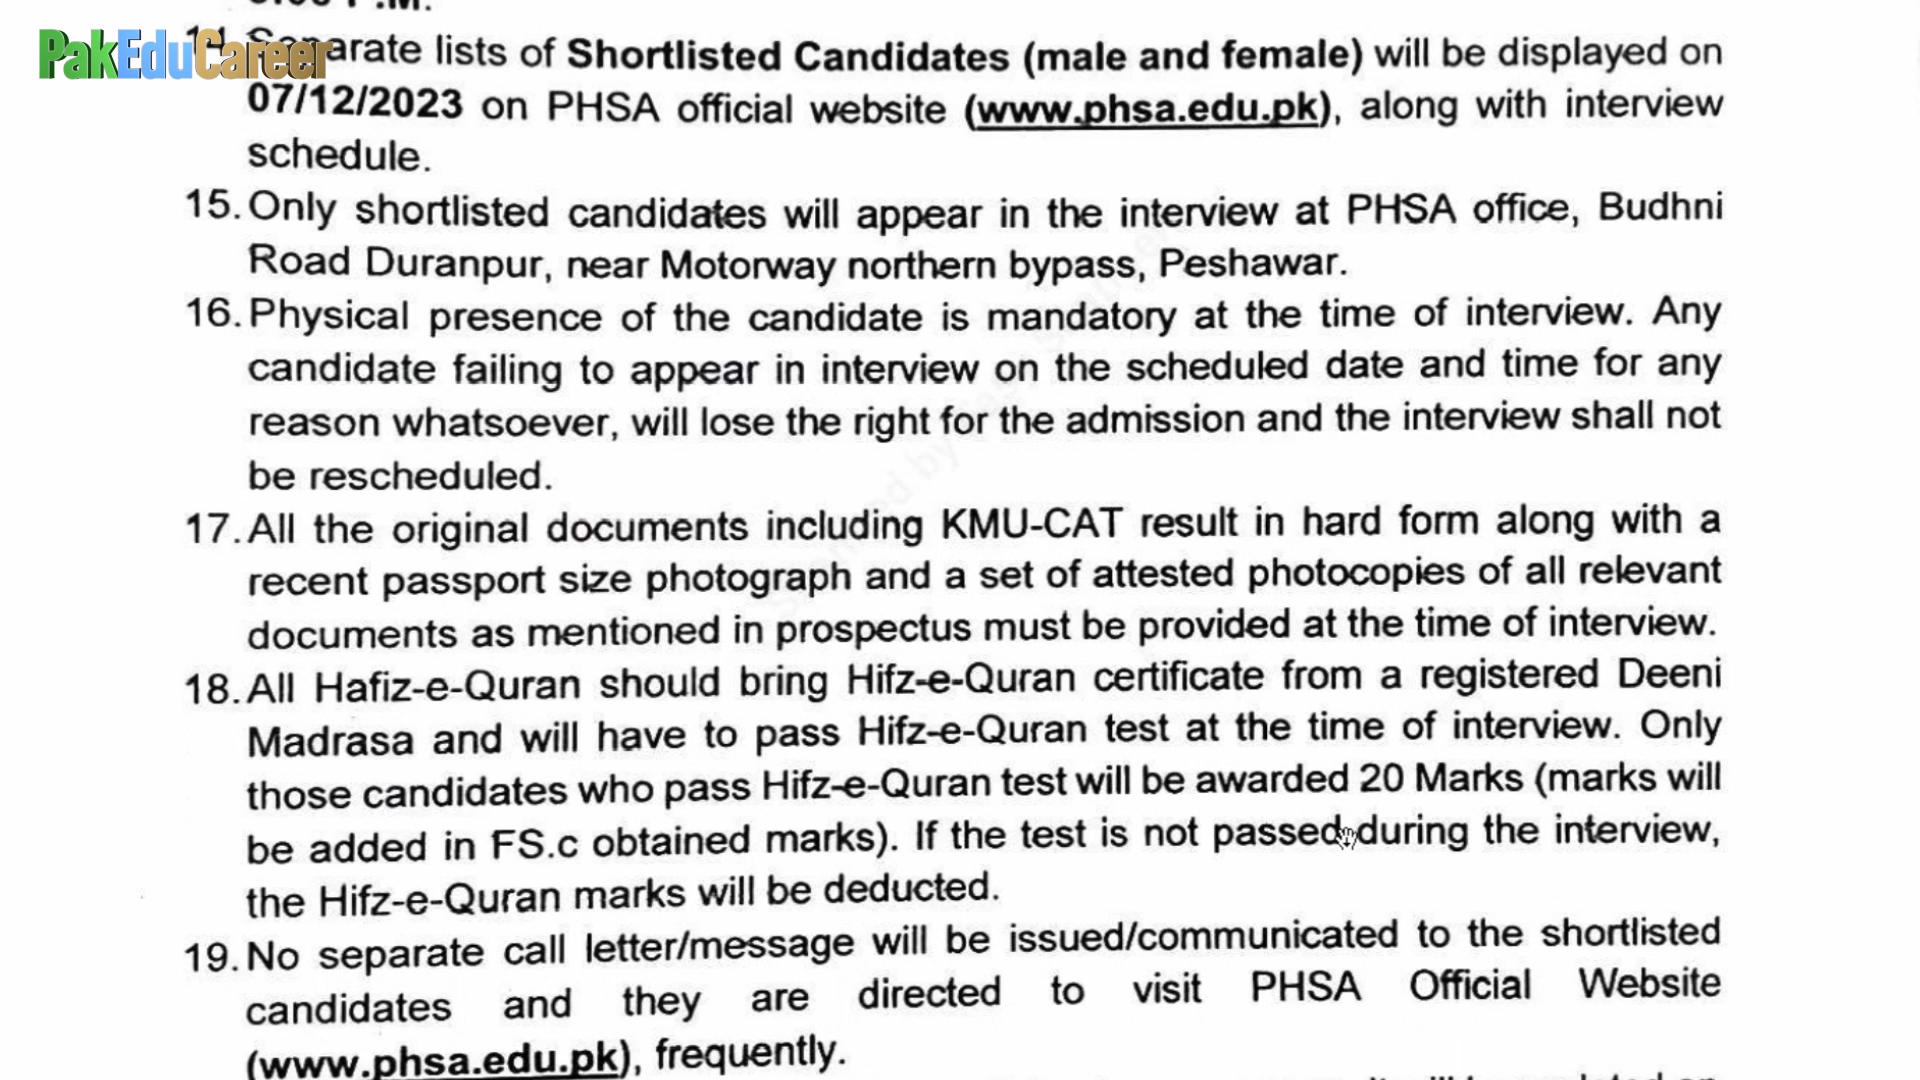 PakEduCareer
14. Separate lists of Shortlisted Candidates (male and female) will be displayed on
07/12/2023 on PHSA official website (www.phsa.edu.pk), along with interview
schedule.
15. Only shortlisted candidates will appear in the interview at PHSA office, Budhni
Road Duranpur, near Motorway northern bypass, Peshawar.
16. Physical presence of the candidate is mandatory at the time of interview. Any
candidate failing to appear in interview on the scheduled date and time for any
reason whatsoever, will lose the right for the admission and the interview shall not
be rescheduled.
17. All the original documents including KMU-CAT result in hard form along with a
recent passport size photograph and a set of attested photocopies of all relevant
documents as mentioned in prospectus must be provided at the time of interview.
18. All Hafiz-e-Quran should bring Hifz-e-Quran certificate from a registered Deeni
Madrasa and will have to pass Hifz-e-Quran test at the time of interview. Only
those candidates who pass Hifz-e-Quran test will be awarded 20 Marks (marks will
be added in FS.c obtained marks). If the test is not passed during the interview,
the Hifz-e-Quran marks will be deducted.
19. No separate call letter/message will be issued/communicated to the shortlisted
candidates and they are directed to visit PHSA Official Website
(www.phsa.edu.pk), frequently.